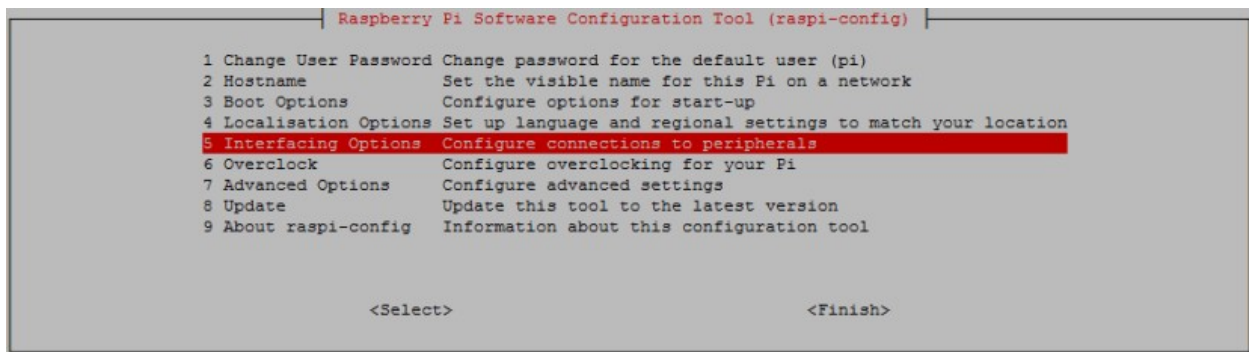 Raspberry Pi Software Configuration Tool (raspi-config)
1 Change User Password Change password for the default user (pi)
2 Hostname Set the visible name for this Pi on a network
3 Boot Options Configure options for start-up
4 Localisation Options Set up language and regional settings to match your location
5 Interfacing Options Configure connections to peripherals
6 Overclock Configure overclocking for your Pi
7 Advanced Options Configure advanced settings
8 Update Update this tool to the latest version
9 About raspi-config Information about this configuration tool
<Select> <Finish>